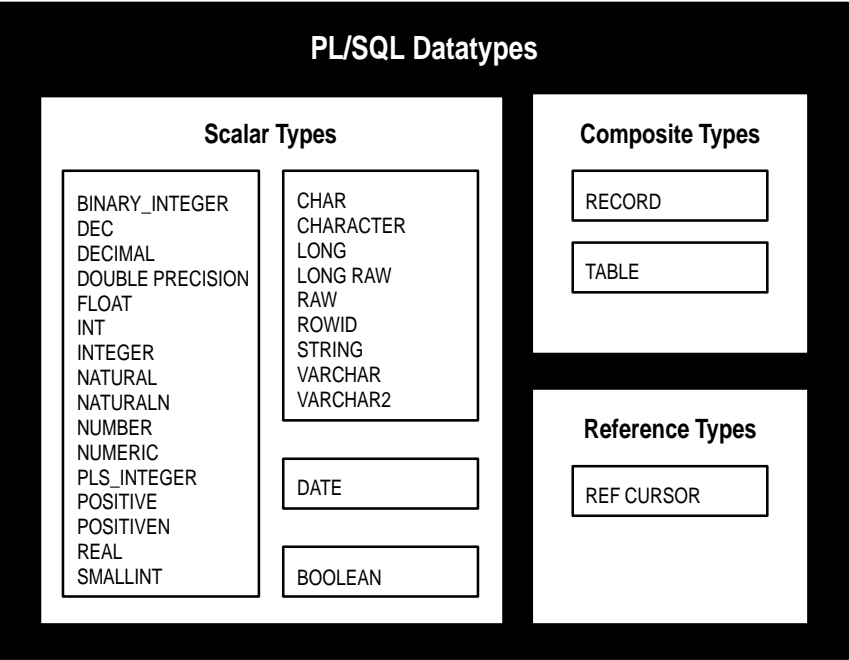 PL/SQL Datatypes
Scalar Types
BINARY_INTEGER
DEC
DECIMAL
DOUBLE PRECISION
FLOAT
INT
INTEGER
NATURAL
NATURALN
NUMBER
NUMERIC
PLS_INTEGER
POSITIVE
POSITIVEN
REAL
SMALLINT
CHAR
CHARACTER
LONG
LONG RAW
RAW
ROWID
STRING
VARCHAR
VARCHAR2
DATE
BOOLEAN
Composite Types
RECORD
TABLE
Reference Types
REF CURSOR